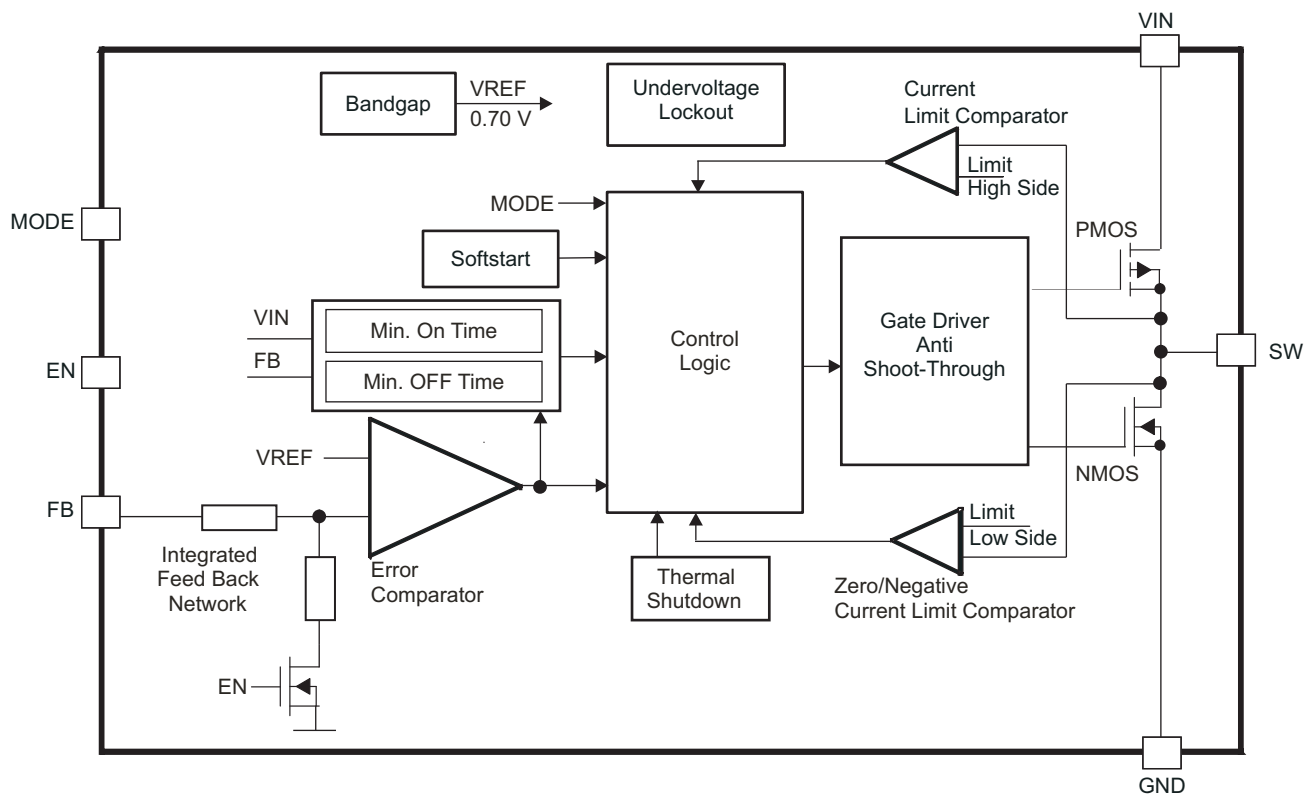 VIN
Bandgap
VREF
0.70 V
Undervoltage
Lockout
Current
Limit Comparator
Limit
High Side
MODE
MODE
PMOS
Softstart
VIN
Min. On Time
FB
Min. OFF Time
Control
Logic
Gate Driver
Anti
Shoot-Through
SW
EN
VREF
NMOS
FB
Integrated
Feed Back
Network
Error
Comparator
Thermal
Shutdown
Limit
Low Side
Zero/Negative
Current Limit Comparator
EN
GND